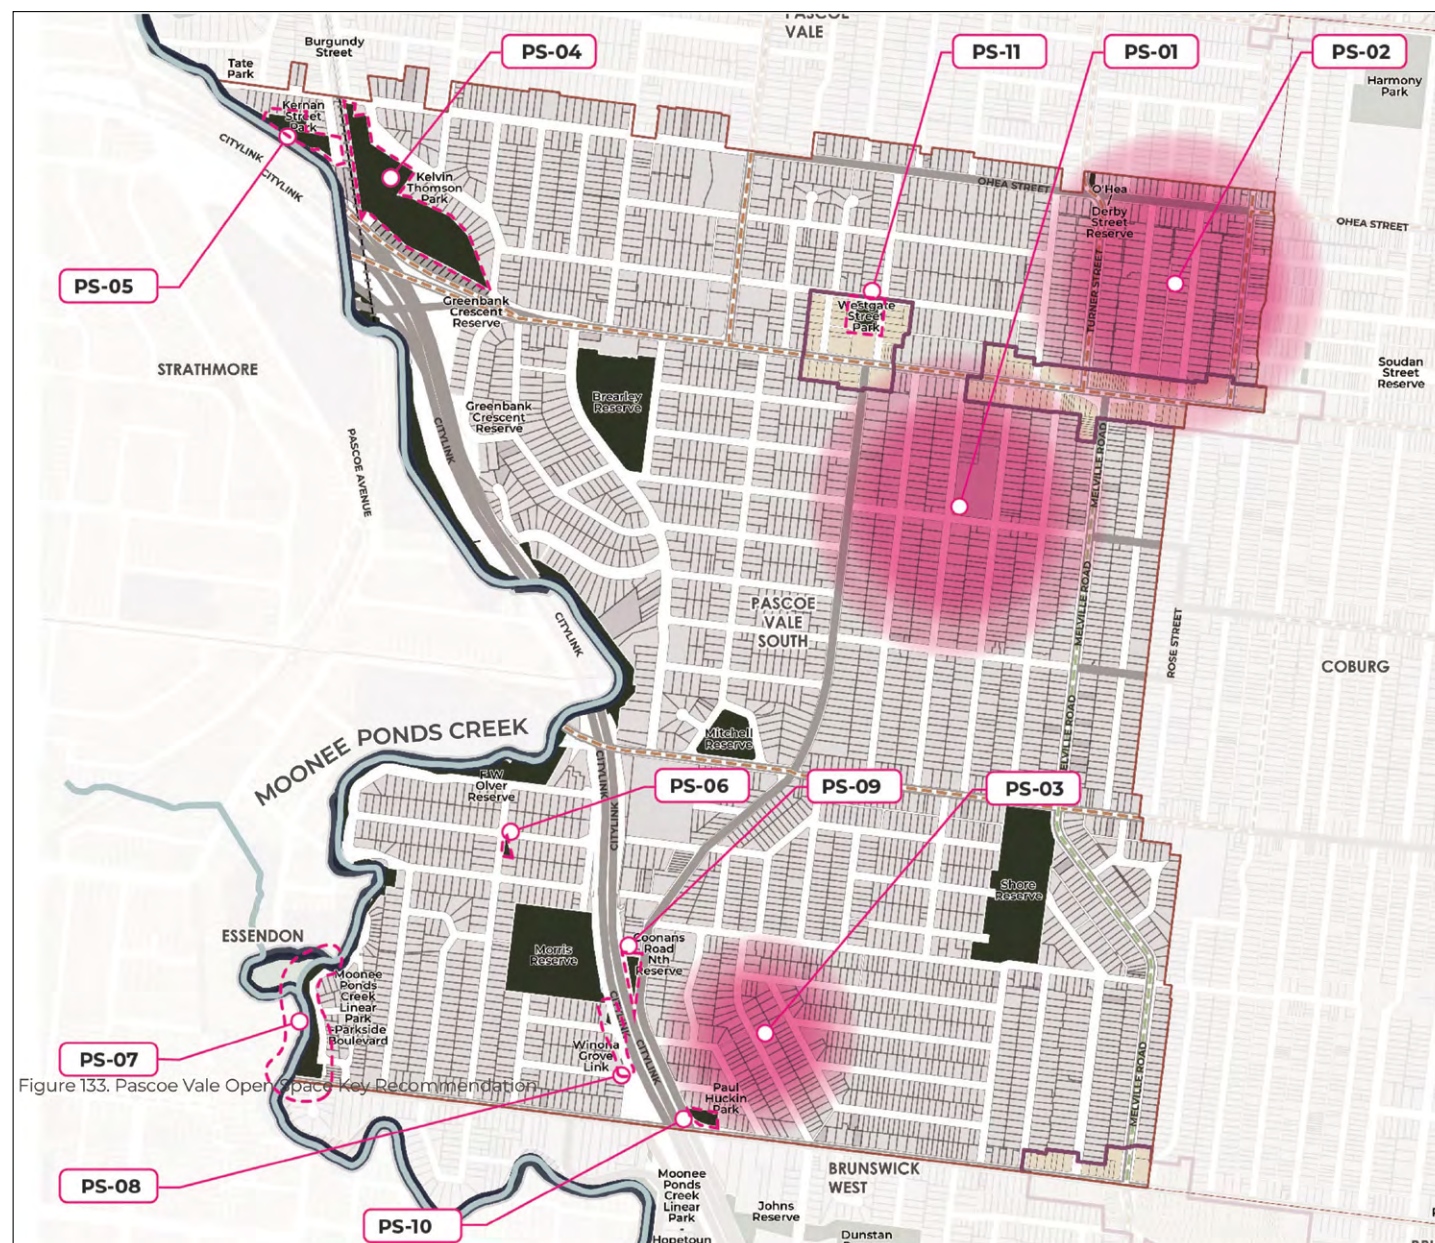 PASCOE
VALE
Burgundy
Street
PS-04
PS-11
PS-01
PS-02
Tate
Park
Harmony
Park
Kernan
Street
Park
CITYLINK
CITYLINK
Kelvin
Thomson
Park
OHEA STREET
O'Hea
/
Derby
Street
Reserve
OHEA STREET
PS-05
Greenbank
Crescent
Reserve
Westgate
Street
Park
TURNER STREET
STRATHMORE
Soudan
Street
Reserve
Brearley
Reserve
Greenbank
Crescent
Reserve
CITYLINK
PASCOE AVENUE
MELVILLE ROAD
MELVILLE ROAD
PASCOE
VALE
SOUTH
CITYLINK
ROSE STREET
COBURG
MOONEE PONDS CREEK
Mitchell
Reserve
ELVILLE ROAD
CITYLINK
CITYLINK
F W
Olver
Reserve
PS-06
PS-09
PS-03
Shore
Reserve
ESSENDON
Morris
Reserve
Coonans
Road
Nth
Reserve
Moonee
Ponds
Creek
Linear
Park
-Parkside
Boulevard
CITYLINK
CITYLINK
Winona
Grove
Link
PS-07
MELVILLE ROAD
Figure 133. Pascoe Vale Open Space Key Recommendation
Paul
Huckin
Park
PS-08
BRUNSWICK
WEST
Moonee
Ponds
Creek
Linear
Park
-
Hopetoun
Johns
Reserve
PS-10
Dunstan